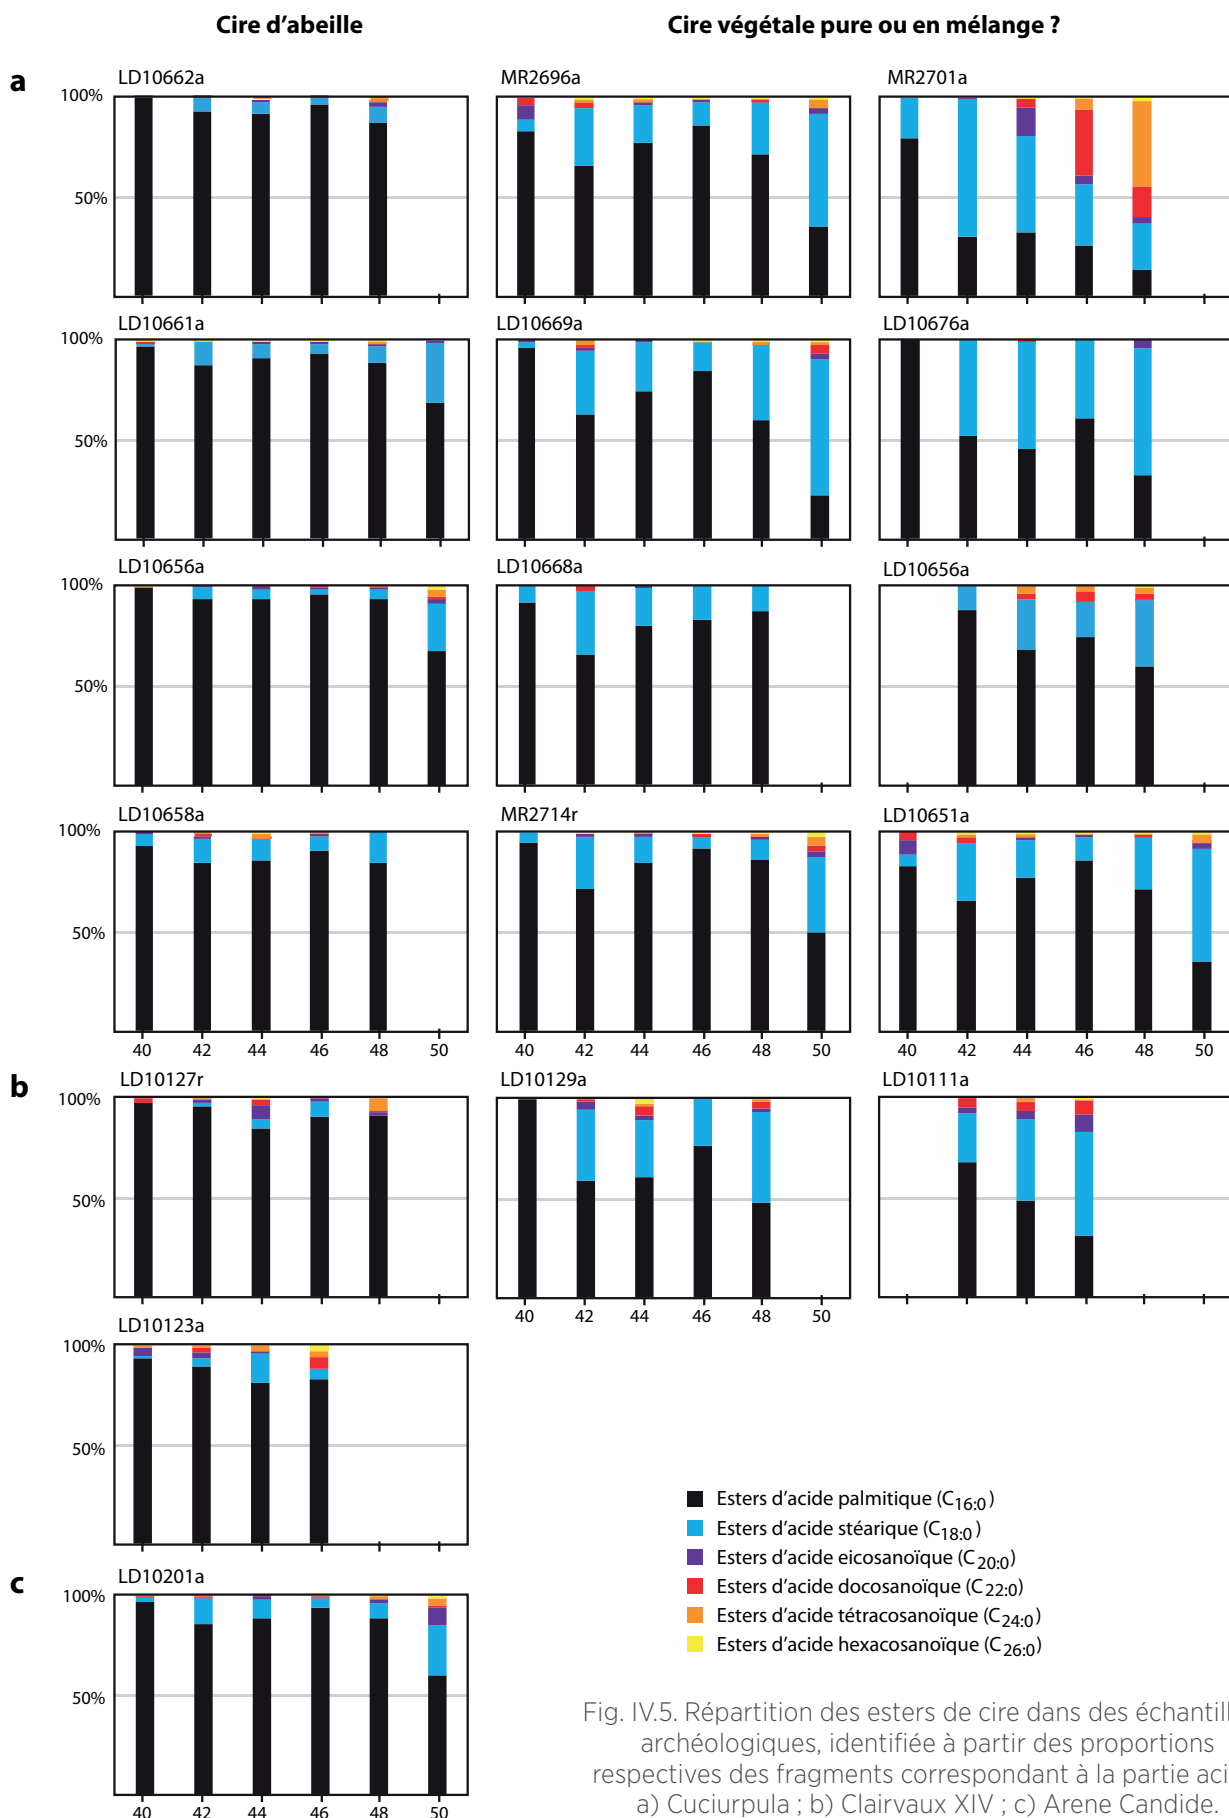 Cire d'abeille
Cire végétale pure ou en mélange ?
a
LD10662a
MR2696a
MR2701a
100%
50%
LD10661a
LD10669a
LD10676a
100%
50%
LD10656a
LD10668a
LD10656a
100%
50%
LD10658a
MR2714r
LD10651a
100%
50%
40 42 44 46 48 50
40 42 44 46 48 50
40 42 44 46 48 50
b
LD10127r
LD10129a
LD10111a
100%
50%
40 42 44 46 48 50
LD10123a
100%
50%
c
LD10201a
100%
50%
40 42 44 46 48 50
Esters d'acide palmitique (C16:0)
Esters d'acide stéarique (C18:0)
Esters d'acide eicosanoïque (C20:0)
Esters d'acide docosanoïque (C22:0)
Esters d'acide tétracosanoïque (C24:0)
Esters d'acide hexacosanoïque (C26:0)
Fig. IV.5. Répartition des esters de cire dans des échantill
archéologiques, identifiée à partir des proportions
respectives des fragments correspondant à la partie aci
a) Cuciurpula ; b) Clairvaux XIV ; c) Arene Candide.